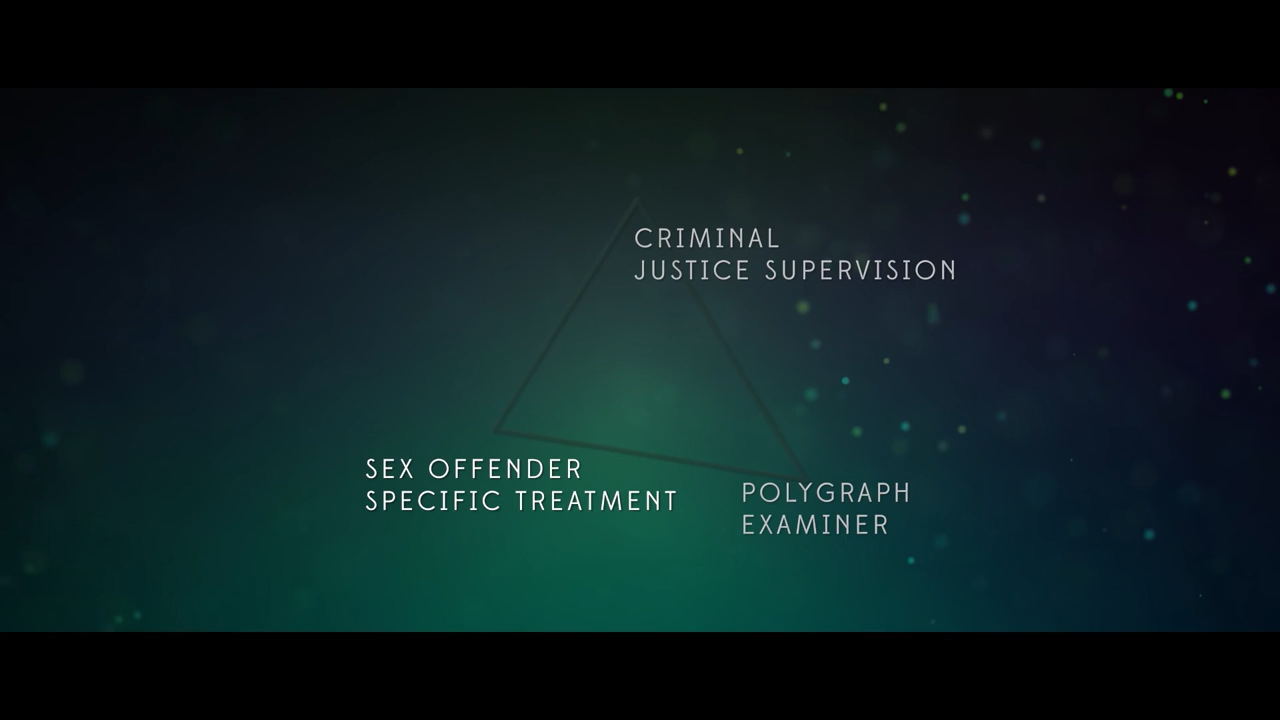 CRIMINAL
JUSTICE SUPERVISION
SEX OFFENDER
SPECIFIC TREATMENT
POLYGRAPH
EXAMINER